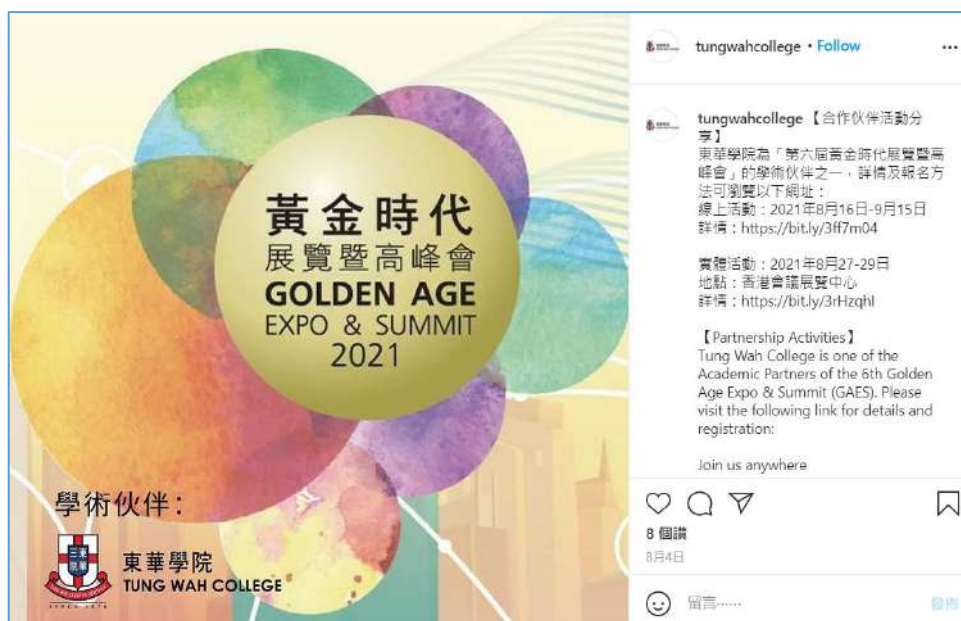 黃金時代
展覽暨高峰會
GOLDEN AGE
EXPO & SUMMIT
2021
學術伙伴：
東華學院
TUNG WAH COLLEGE
tungwahcollege • Follow
tungwahcollege 【合作伙伴活動分
享】
東華學院為「第六屆黃金時代展覽暨高
峰會」的學術伙伴之一，詳情及報名方
法可瀏覽以下網址：
線上活動：2021年8月16日-9月15日
詳情：https://bit.ly/3ff7m04
實體活動：2021年8月27-29日
地點：香港會議展覽中心
詳情：https://bit.ly/3rHzqhI
【Partnership Activities】
Tung Wah College is one of the
Academic Partners of the 6th Golden
Age Expo & Summit (GAES). Please
visit the following link for details and
registration:
Join us anywhere
8 個讚
8月4日
留言......
發佈